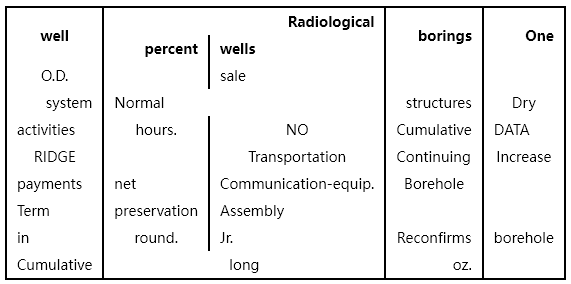 well Radiological borings One
percent wells
O.D. sale
system Normal structures Dry
activities hours. NO Cumulative DATA
RIDGE Transportation Continuing Increase
payments net Communication-equip. Borehole
Term preservation Assembly
in round. Jr. Reconfirms borehole
Cumulative long oz.